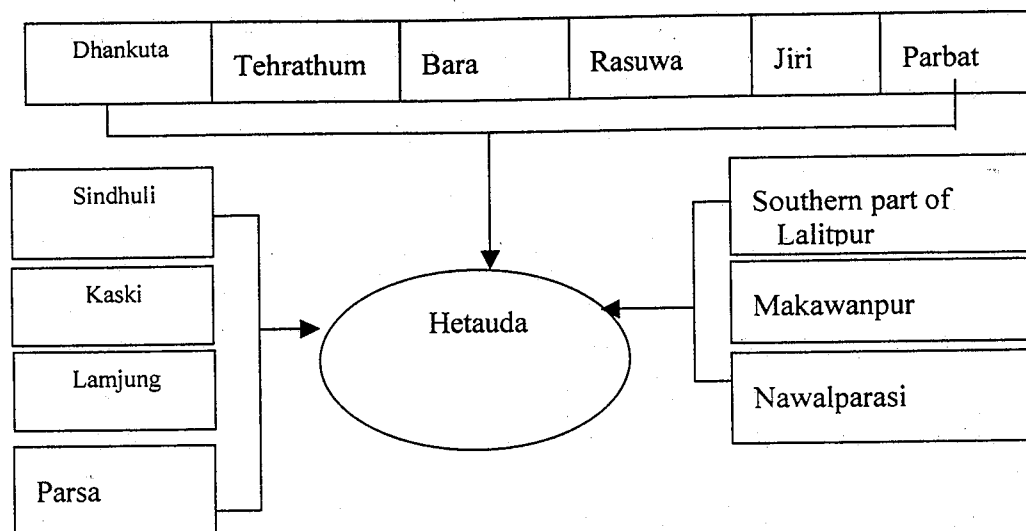 Dhankuta Tehrathum Bara Rasuwa Jiri Parbat
Sindhuli
Kaski
Lamjung
Parsa
Hetauda
Southern part of
Lalitpur
Makawanpur
Nawalparasi